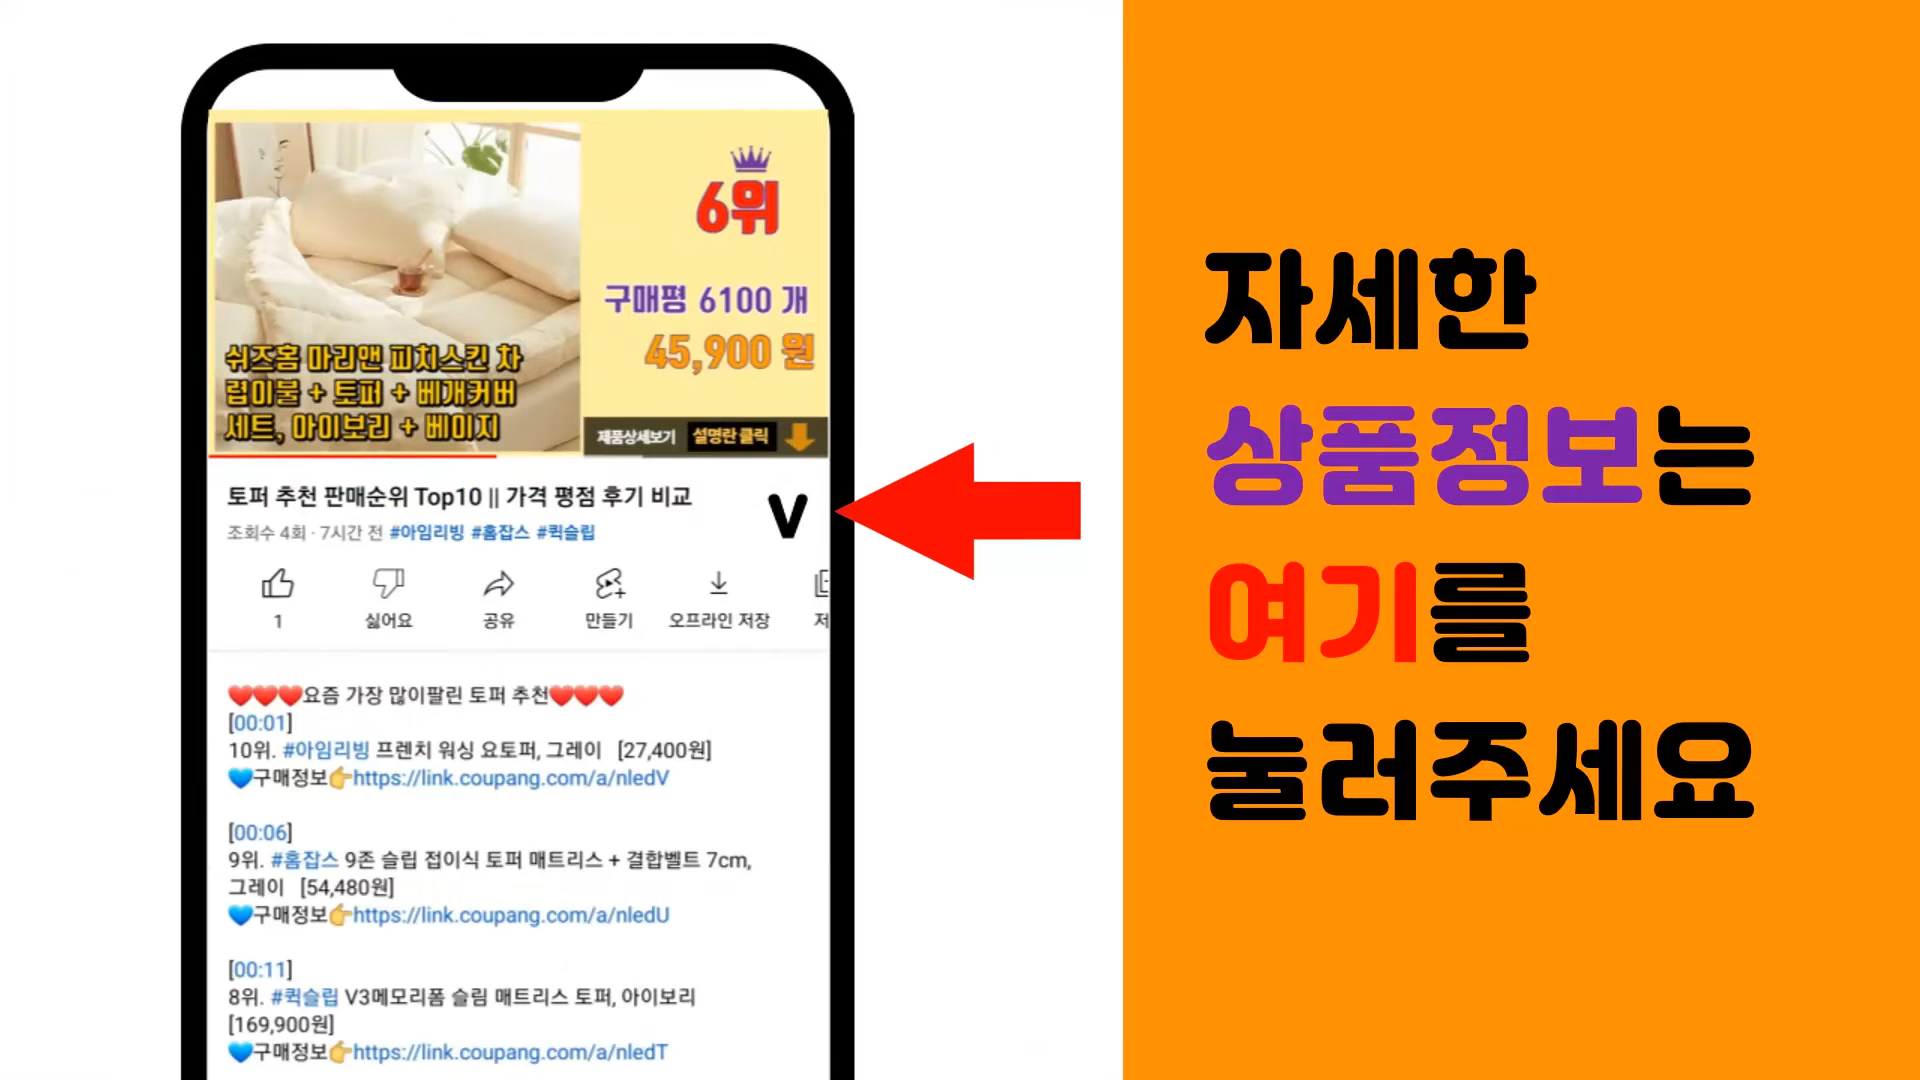 6위
구매평 6100 개
45,900 원
쉬즈홈 마리앤 피치스킨 차
렵이불 + 토퍼 + 베개커버
세트, 아이보리 + 베이지
제품상세보기 설명란 클릭
토퍼 추천 판매순위 Top10 || 가격 평점 후기 비교
V
조회수 4회 · 7시간 전 #아임리빙 #홈잡스 #퀵슬립
1 싫어요 공유 만들기 오프라인 저장 저
❤️❤️❤️요즘 가장 많이팔린 토퍼 추천❤️❤️❤️
[00:01]
10위. #아임리빙 프렌치 워싱 요토퍼, 그레이 [27,400원]
💙구매정보👉https://link.coupang.com/a/nledV
[00:06]
9위. #홈잡스 9존 슬립 접이식 토퍼 매트리스 + 결합벨트 7cm,
그레이 [54,480원]
💙구매정보👉https://link.coupang.com/a/nledU
[00:11]
8위. #퀵슬립 V3메모리폼 슬림 매트리스 토퍼, 아이보리
[169,900원]
💙구매정보👉https://link.coupang.com/a/nledT
자세한
상품정보는
여기를
눌러주세요